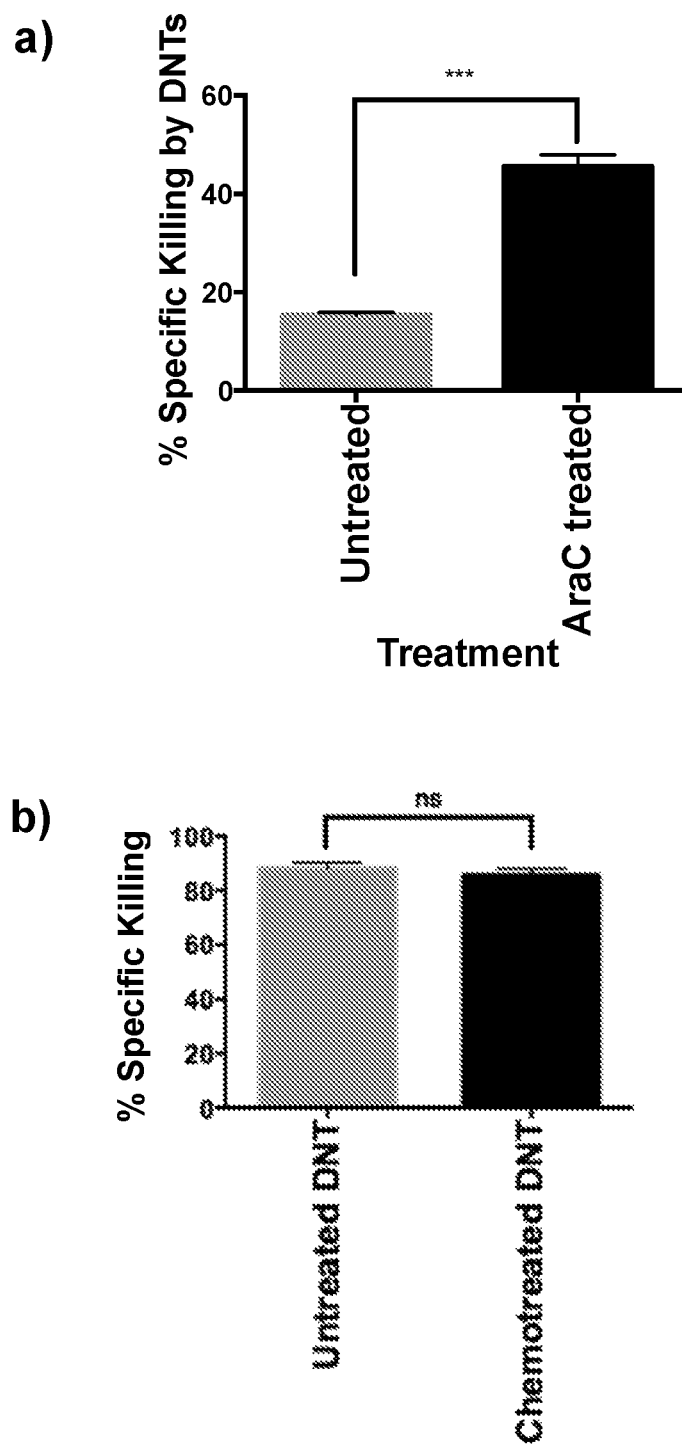 a)
% Specific Killing by DNTs
60
40
20
0
***
Untreated
AraC treated
Treatment
b)
% Specific Killing
100
80
60
40
20
0
ns
Untreated DNT
Chemotreated DNT